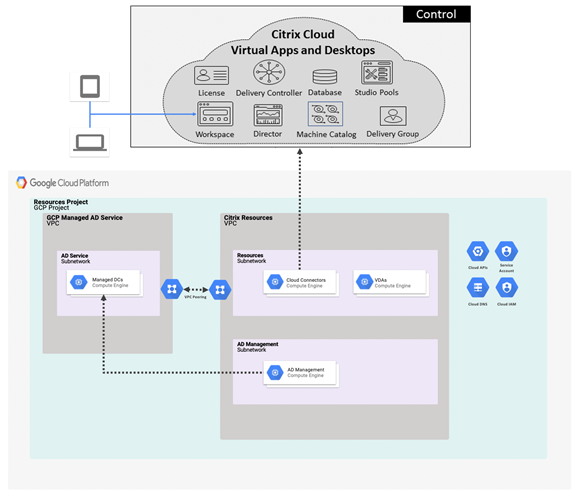 Control
Citrix Cloud
Virtual Apps and Desktops
License
Delivery Controller
Database
Studio Pools
Workspace
Director
Machine Catalog
Delivery Group
Google Cloud Platform
Resources Project
GCP Project
GCP Managed AD Service
VPC
Citrix Resources
VPC
AD Service
Subnetwork
Managed DCs
Compute Engine
VPC Peering
Resources
Subnetwork
Cloud Connectors
Compute Engine
VDAs
Compute Engine
Cloud APIs
Service
Account
Cloud DNS
Cloud IAM
AD Management
Subnetwork
AD Management
Compute Engine